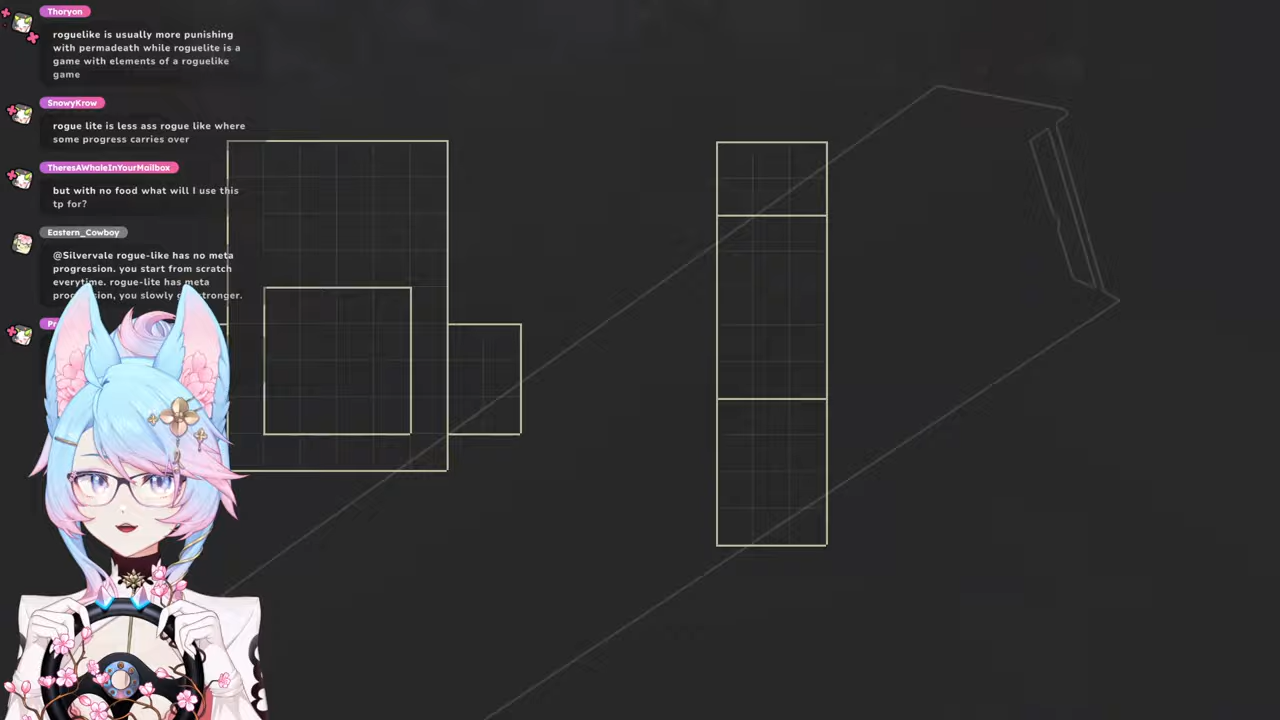 Thoryon
roguelike is usually more punishing
with permadeath while roguelite is a
game with elements of a roguelike
game
SnowyKrow
rogue lite is less ass rogue like where
some progress carries over
TheresAWhaleInYourMailbox
but with no food what will I use this
tp for?
Eastern_Cowboy
@Silvervale rogue-like has no meta
progression. you start from scratch
everytime. rogue-lite has meta
you slowly stronger.